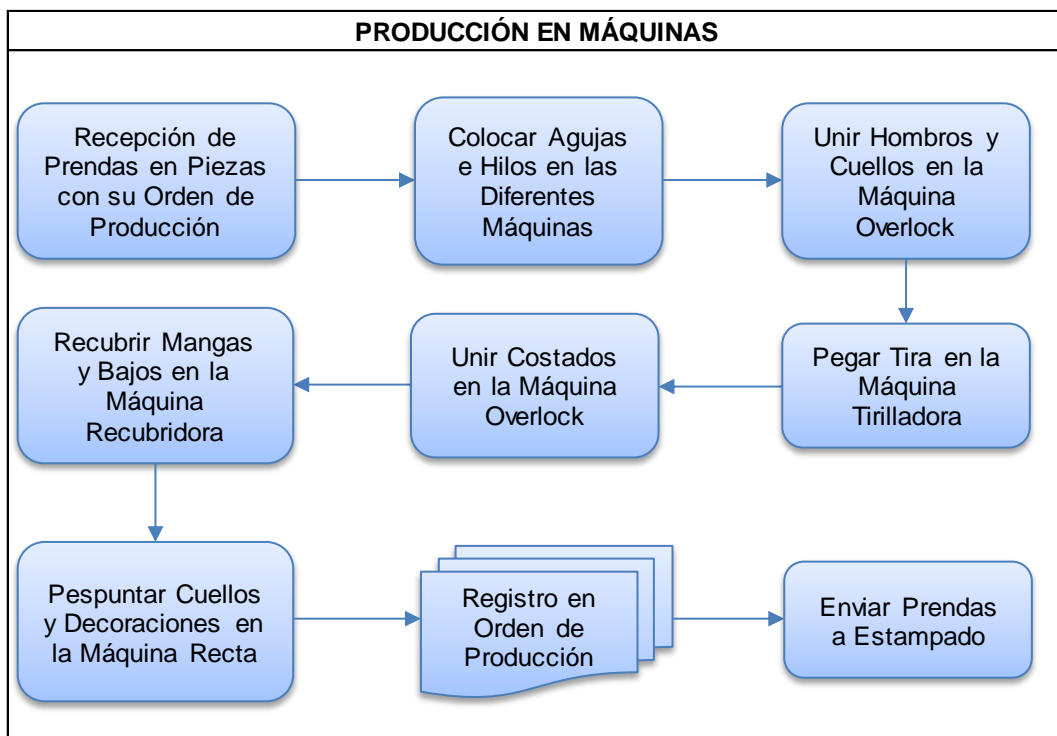 PRODUCCIÓN EN MÁQUINAS
Recepción de
Prendas en Piezas
con su Orden de
Producción
Colocar Agujas
e Hilos en las
Diferentes
Máquinas
Unir Hombros y
Cuellos en la
Máquina
Overlock
Pegar Tira en la
Máquina
Tirilladora
Unir Costados
en la Máquina
Overlock
Recubrir Mangas
y Bajos en la
Máquina
Recubridora
Pespuntar Cuellos
y Decoraciones en
la Máquina Recta
Registro en
Orden de
Producción
Enviar Prendas
a Estampado